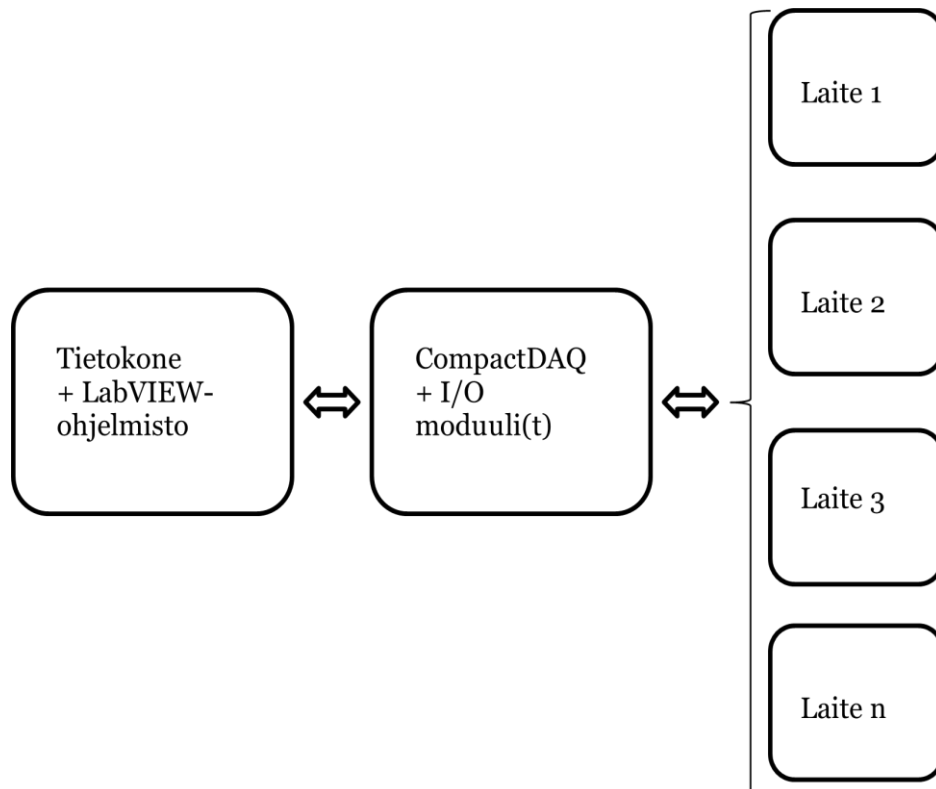 Tietokone
+ LabVIEW-
ohjelmisto
CompactDAQ
+ I/O
moduuli(t)
Laite 1
Laite 2
Laite 3
Laite n